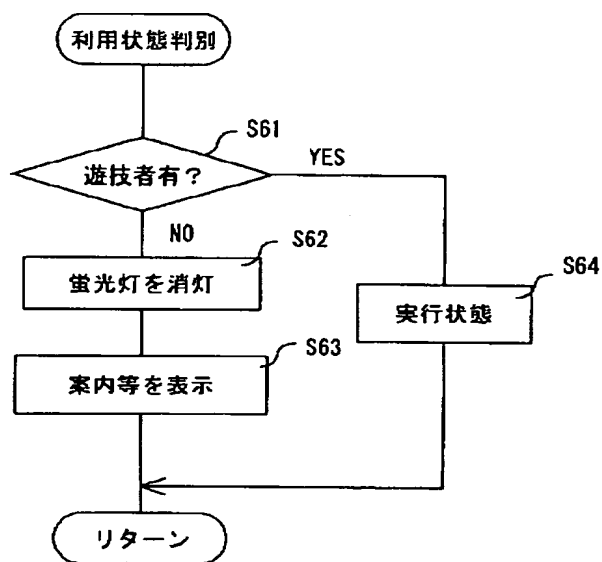 利用状態判別
S61
遊技者有?
YES
NO
S62
蛍光灯を消灯
S64
実行状態
S63
案内等を表示
リターン